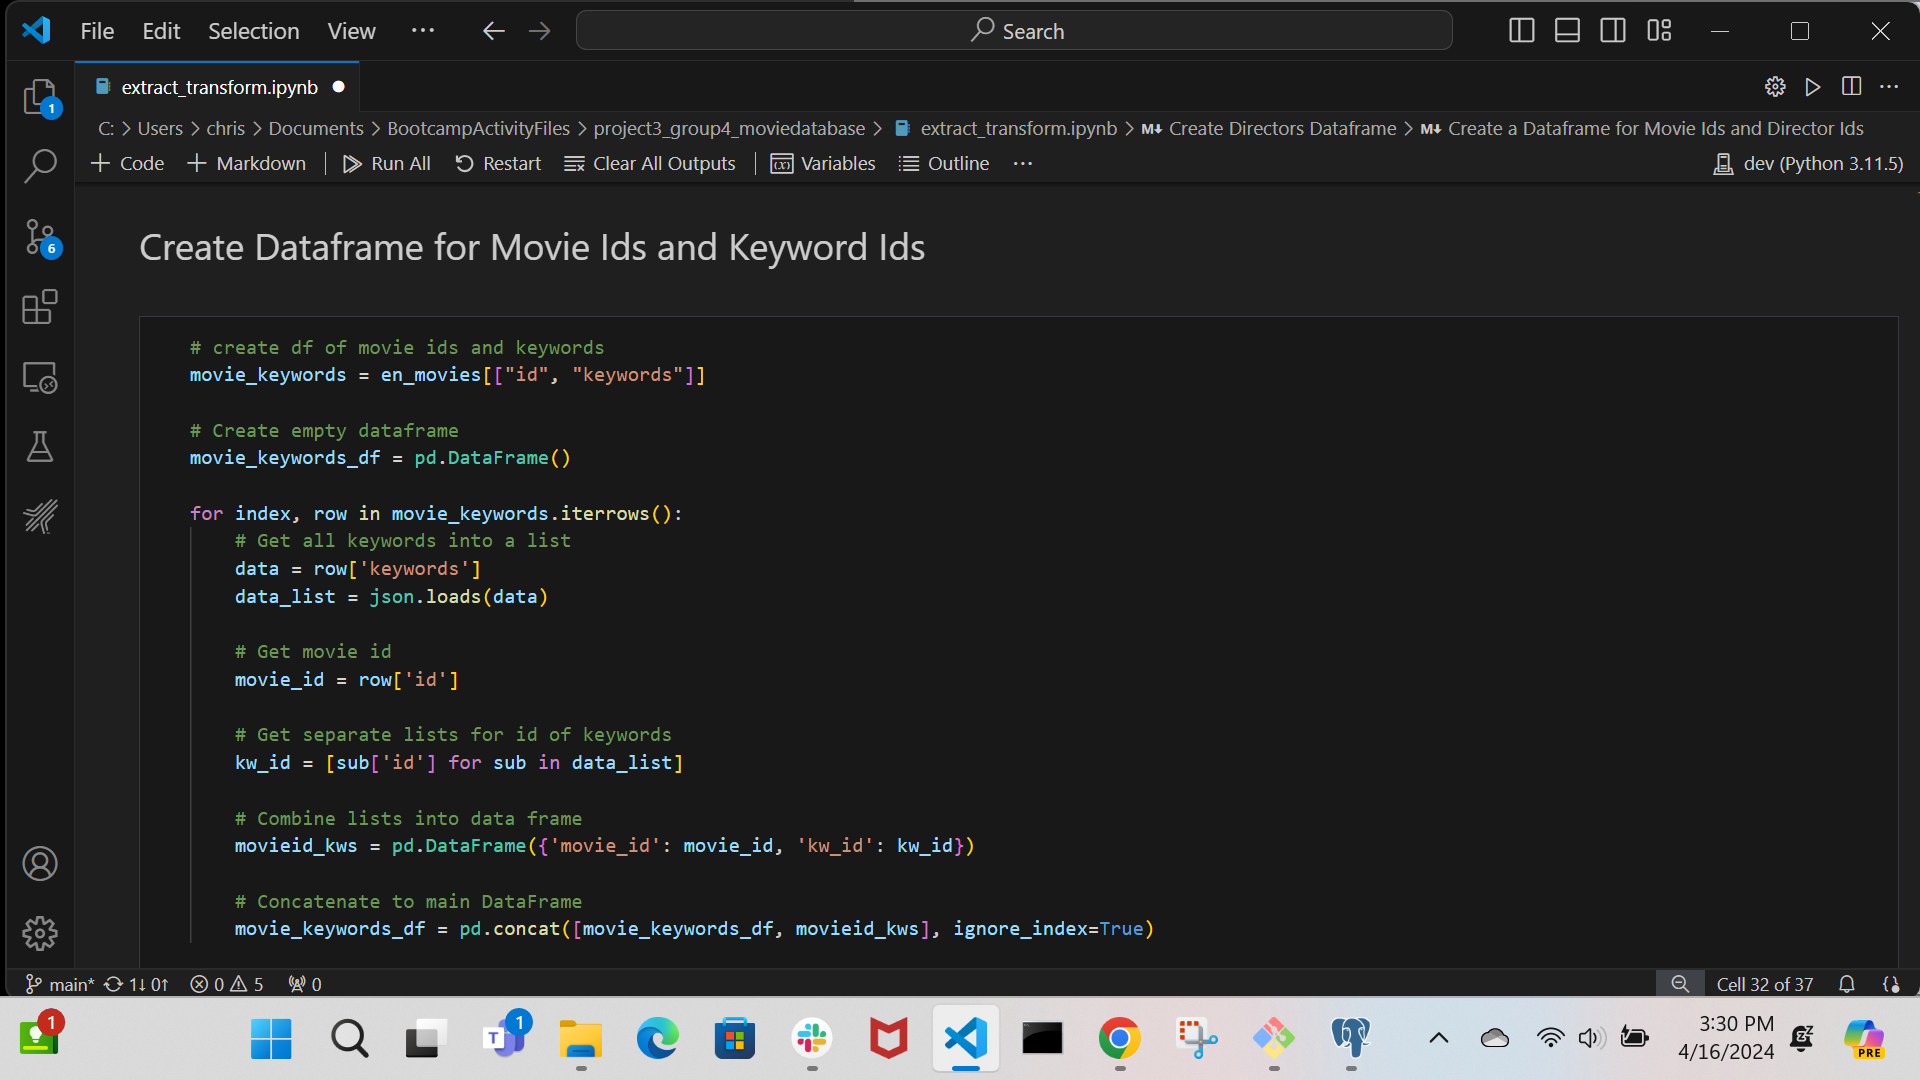 File Edit Selection View ··· Search
extract_transform.ipynb
1
C: > Users > chris > Documents > BootcampActivityFiles > project3_group4_moviedatabase > extract_transform.ipynb > M↓ Create Directors Dataframe > M↓ Create a Dataframe for Movie Ids and Director Ids
+ Code + Markdown Run All Restart Clear All Outputs Variables Outline ··· dev (Python 3.11.5)
6
Create Dataframe for Movie Ids and Keyword Ids
# create df of movie ids and keywords
movie_keywords = en_movies[["id", "keywords"]]
# Create empty dataframe
movie_keywords_df = pd.DataFrame()
for index, row in movie_keywords.iterrows():
# Get all keywords into a list
data = row['keywords']
data_list = json.loads(data)
# Get movie id
movie_id = row['id']
# Get separate lists for id of keywords
kw_id = [sub['id'] for sub in data_list]
# Combine lists into data frame
movieid_kws = pd.DataFrame({'movie_id': movie_id, 'kw_id': kw_id})
# Concatenate to main DataFrame
movie_keywords_df = pd.concat([movie_keywords_df, movieid_kws], ignore_index=True)
main* 1↓ 0↑ 0 5 0 Cell 32 of 37
1 T 1 3:30 PM
4/16/2024
PRE